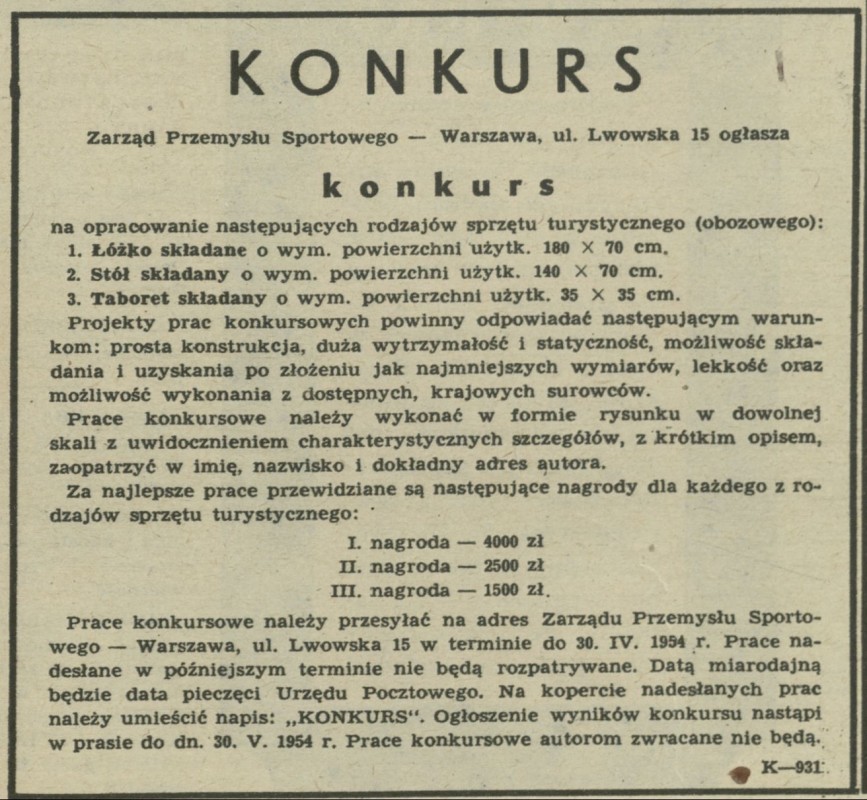 KONKURS
Zarząd Przemysłu Sportowego — Warszawa, ul. Lwowska 15 ogłasza
konkurs
na opracowanie następujących rodzajów sprzętu turystycznego (obozowego):
1. Łóżko składane o wym. powierzchni użytk. 180 × 70 cm.
2. Stół składany o wym. powierzchni użytk. 140 × 70 cm.
3. Taboret składany o wym. powierzchni użytk. 35 × 35 cm.
Projekty prac konkursowych powinny odpowiadać następującym warun-
kom: prosta konstrukcja, duża wytrzymałość i statyczność, możliwość skła-
dania i uzyskania po złożeniu jak najmniejszych wymiarów, lekkość oraz
możliwość wykonania z dostępnych, krajowych surowców.
Prace konkursowe należy wykonać w formie rysunku w dowolnej
skali z uwidocznieniem charakterystycznych szczegółów, z krótkim opisem,
zaopatrzyć w imię, nazwisko i dokładny adres autora.
Za najlepsze prace przewidziane są następujące nagrody dla każdego z ro-
dzajów sprzętu turystycznego:
I. nagroda — 4000 zł
II. nagroda — 2500 zł
III. nagroda — 1500 zł.
Prace konkursowe należy przesyłać na adres Zarządu Przemysłu Sporto-
wego — Warszawa, ul. Lwowska 15 w terminie do 30. IV. 1954 r. Prace na-
desłane w późniejszym terminie nie będą rozpatrywane. Datą miarodajną
będzie data pieczęci Urzędu Pocztowego. Na kopercie nadesłanych prac
należy umieścić napis: „KONKURS“. Ogłoszenie wyników konkursu nastąpi
w prasie do dn. 30. V. 1954 r. Prace konkursowe autorom zwracane nie będą.
K—931